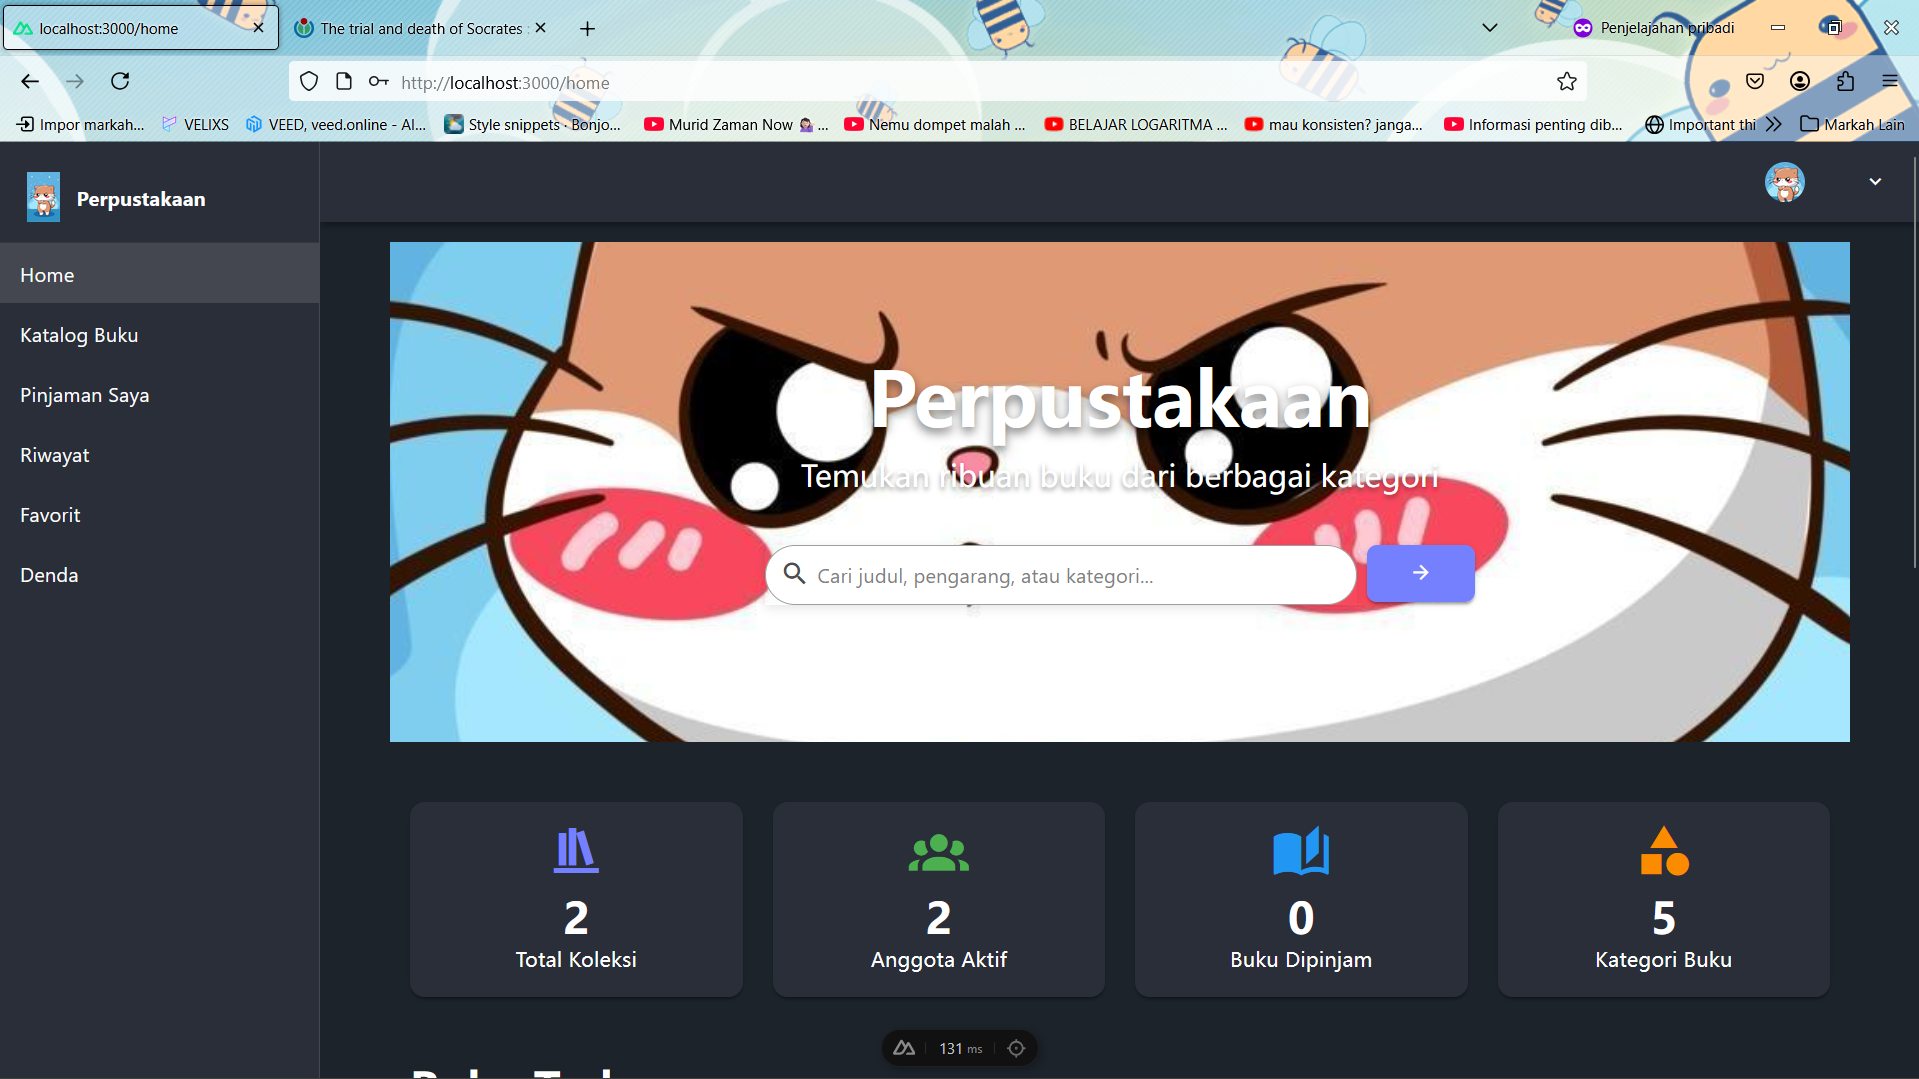 localhost:3000/home
The trial and death of Socrates
Penjelajahan pribadi
http://localhost:3000/home
Impor markah...
VELIXS
VEED, veed.online - AI...
Style snippets · Bonjo...
Murid Zaman Now 🙅🏻‍♀️ ...
Nemu dompet malah ...
BELAJAR LOGARITMA ...
mau konsisten? janga...
Informasi penting dib...
Important thi
Markah Lain
Perpustakaan
Home
Katalog Buku
Pinjaman Saya
Riwayat
Favorit
Denda
Perpustakaan
Temukan ribuan buku dari berbagai kategori
Cari judul, pengarang, atau kategori...
2
Total Koleksi
2
Anggota Aktif
0
Buku Dipinjam
5
Kategori Buku
131 ms